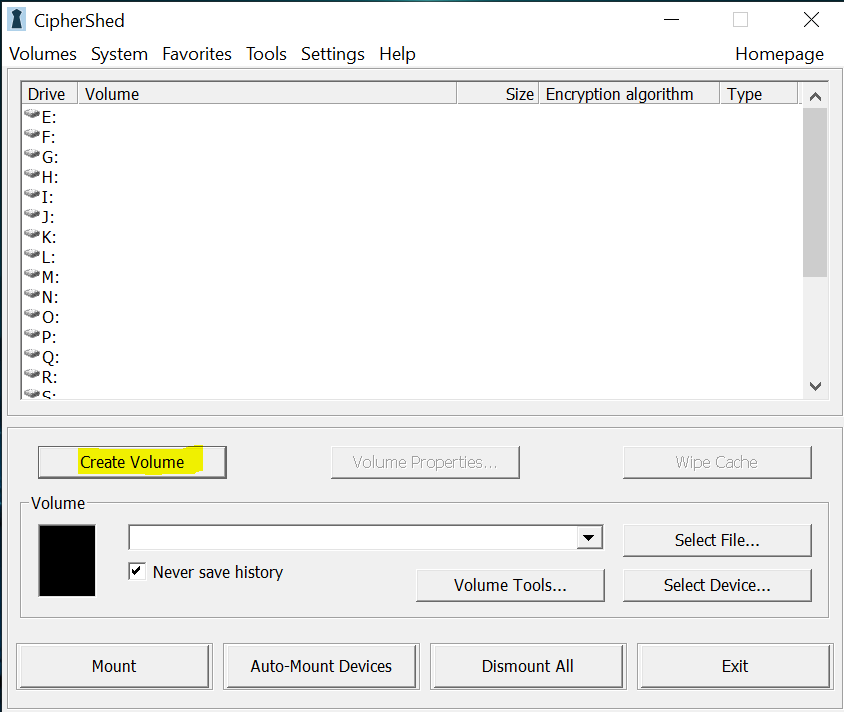 CipherShed
Volumes System Favorites Tools Settings Help Homepage
Drive Volume Size Encryption algorithm Type
E:
F:
G:
H:
I:
J:
K:
L:
M:
N:
O:
P:
Q:
R:
S:
Create Volume Volume Properties... Wipe Cache
Volume
Select File...
Never save history
Volume Tools... Select Device...
Mount Auto-Mount Devices Dismount All Exit